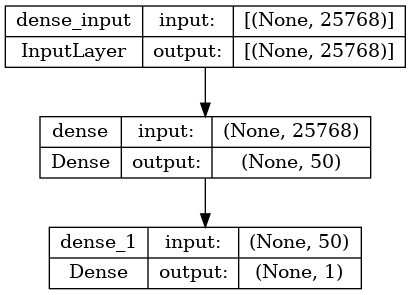 dense_input input: [(None, 25768)]
InputLayer output: [(None, 25768)]
dense input: (None, 25768)
Dense output: (None, 50)
dense_1 input: (None, 50)
Dense output: (None, 1)